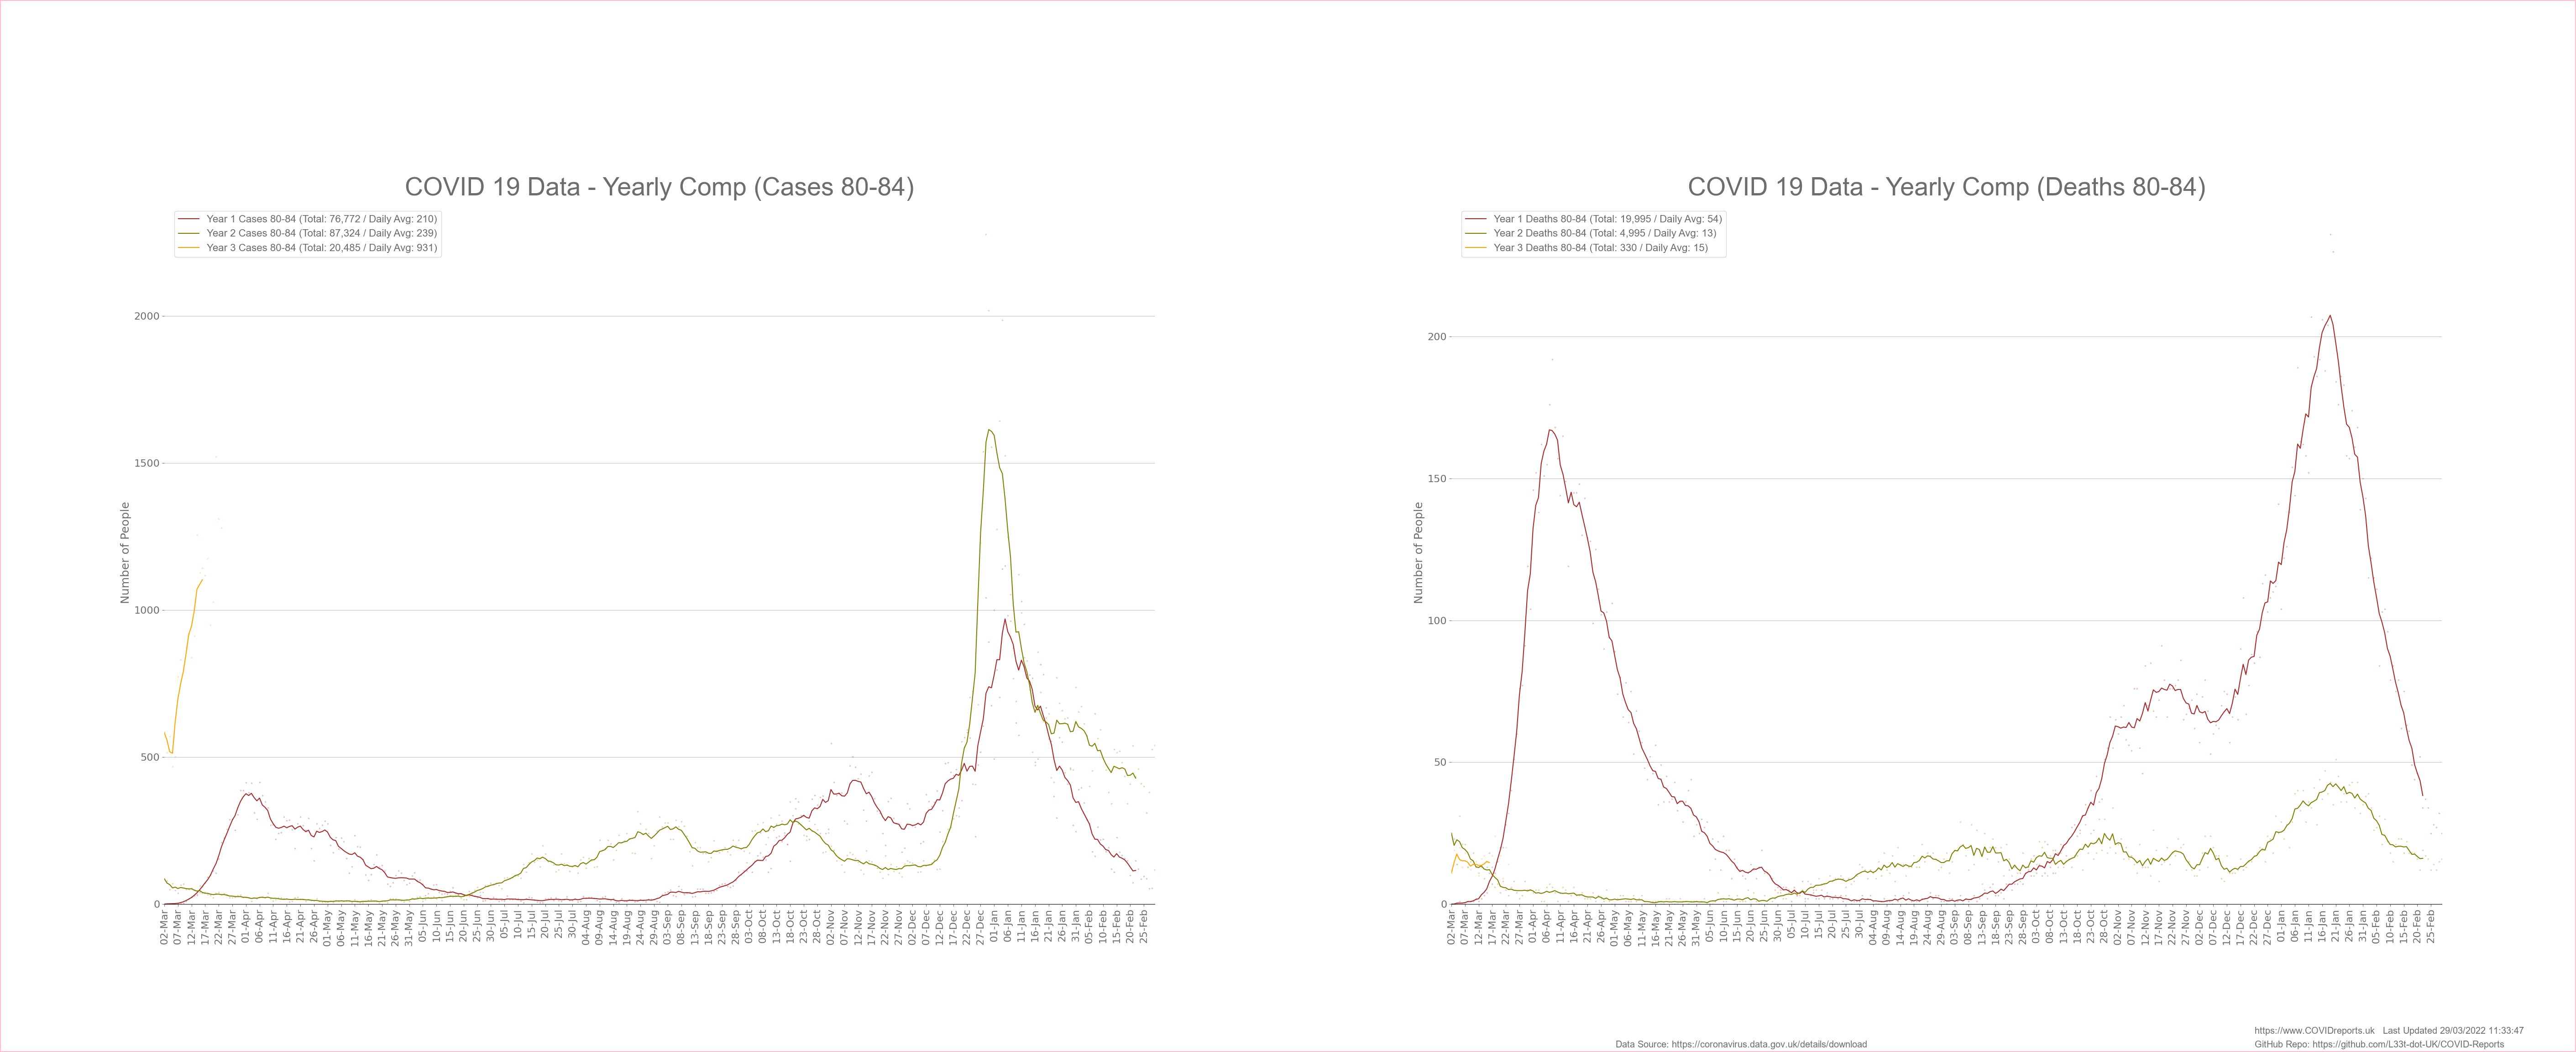 COVID 19 Data - Yearly Comp (Cases 80-84)
Year 1 Cases 80-84 (Total: 76,772 / Daily Avg: 210)
Year 2 Cases 80-84 (Total: 87,324 / Daily Avg: 239)
Year 3 Cases 80-84 (Total: 20,485 / Daily Avg: 931)
2000
1500
1000
500
0
Number of People
02-Mar 07-Mar 12-Mar 17-Mar 22-Mar 27-Mar 01-Apr 06-Apr 11-Apr 16-Apr 21-Apr 26-Apr 01-May 06-May 11-May 16-May 21-May 26-May 31-May 05-Jun 10-Jun 15-Jun 20-Jun 25-Jun 30-Jun 05-Jul 10-Jul 15-Jul 20-Jul 25-Jul 30-Jul 04-Aug 09-Aug 14-Aug 19-Aug 24-Aug 29-Aug 03-Sep 08-Sep 13-Sep 18-Sep 23-Sep 28-Sep 03-Oct 08-Oct 13-Oct 18-Oct 23-Oct 28-Oct 02-Nov 07-Nov 12-Nov 17-Nov 22-Nov 27-Nov 02-Dec 07-Dec 12-Dec 17-Dec 22-Dec 27-Dec 01-Jan 06-Jan 11-Jan 16-Jan 21-Jan 26-Jan 31-Jan 05-Feb 10-Feb 15-Feb 20-Feb 25-Feb
COVID 19 Data - Yearly Comp (Deaths 80-84)
Year 1 Deaths 80-84 (Total: 19,995 / Daily Avg: 54)
Year 2 Deaths 80-84 (Total: 4,995 / Daily Avg: 13)
Year 3 Deaths 80-84 (Total: 330 / Daily Avg: 15)
200
150
100
50
0
Number of People
02-Mar 07-Mar 12-Mar 17-Mar 22-Mar 27-Mar 01-Apr 06-Apr 11-Apr 16-Apr 21-Apr 26-Apr 01-May 06-May 11-May 16-May 21-May 26-May 31-May 05-Jun 10-Jun 15-Jun 20-Jun 25-Jun 30-Jun 05-Jul 10-Jul 15-Jul 20-Jul 25-Jul 30-Jul 04-Aug 09-Aug 14-Aug 19-Aug 24-Aug 29-Aug 03-Sep 08-Sep 13-Sep 18-Sep 23-Sep 28-Sep 03-Oct 08-Oct 13-Oct 18-Oct 23-Oct 28-Oct 02-Nov 07-Nov 12-Nov 17-Nov 22-Nov 27-Nov 02-Dec 07-Dec 12-Dec 17-Dec 22-Dec 27-Dec 01-Jan 06-Jan 11-Jan 16-Jan 21-Jan 26-Jan 31-Jan 05-Feb 10-Feb 15-Feb 20-Feb 25-Feb
https://www.COVIDreports.uk Last Updated 29/03/2022 11:33:47
Data Source: https://coronavirus.data.gov.uk/details/download
GitHub Repo: https://github.com/L33t-dot-UK/COVID-Reports